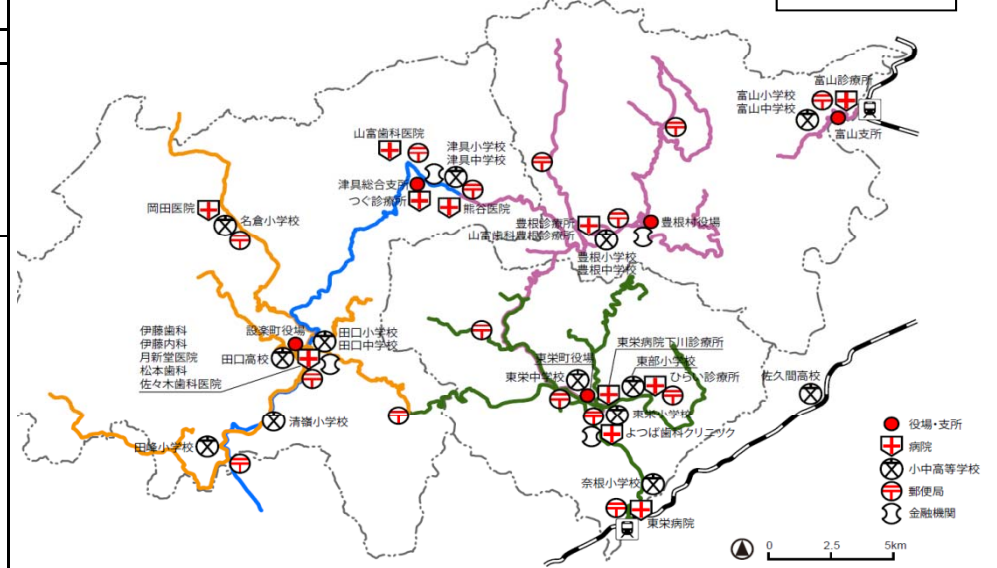 富山診療所
富山小学校
富山中学校
富山支所
山富歯科医院
津具小学校
津具中学校
津具総合支所
つぐ診療所
熊谷医院
岡田医院
名倉小学校
豊根診療所
山富歯科豊根診療所
豊根村役場
豊根小学校
豊根中学校
設楽町役場
田口小学校
田口中学校
伊藤歯科
伊藤内科
月新堂医院
松本歯科
佐々木歯科医院
田口高校
東栄病院下川診療所
東栄町役場
東栄中学校
東部小学校
ひらい診療所
佐久間高校
東栄小学校
よつば歯科クリニック
清嶺小学校
田峰小学校
奈根小学校
東栄病院
役場・支所
病院
小中高等学校
郵便局
金融機関
0 2.5 5km